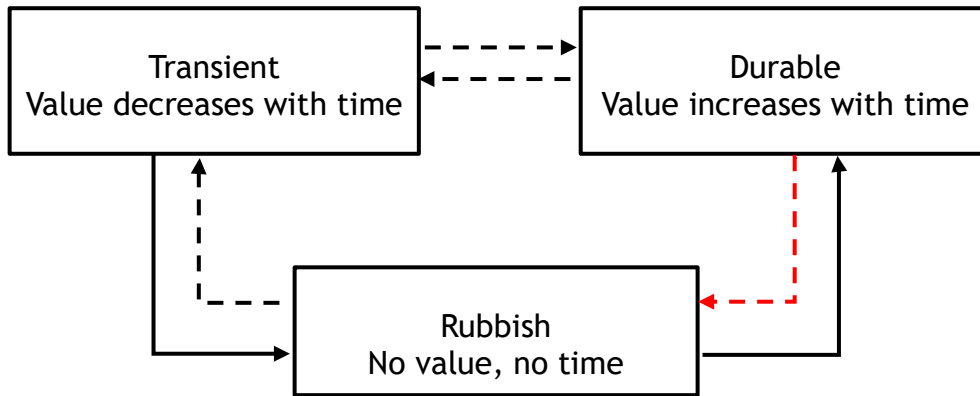 Transient
Value decreases with time
Durable
Value increases with time
Rubbish
No value, no time